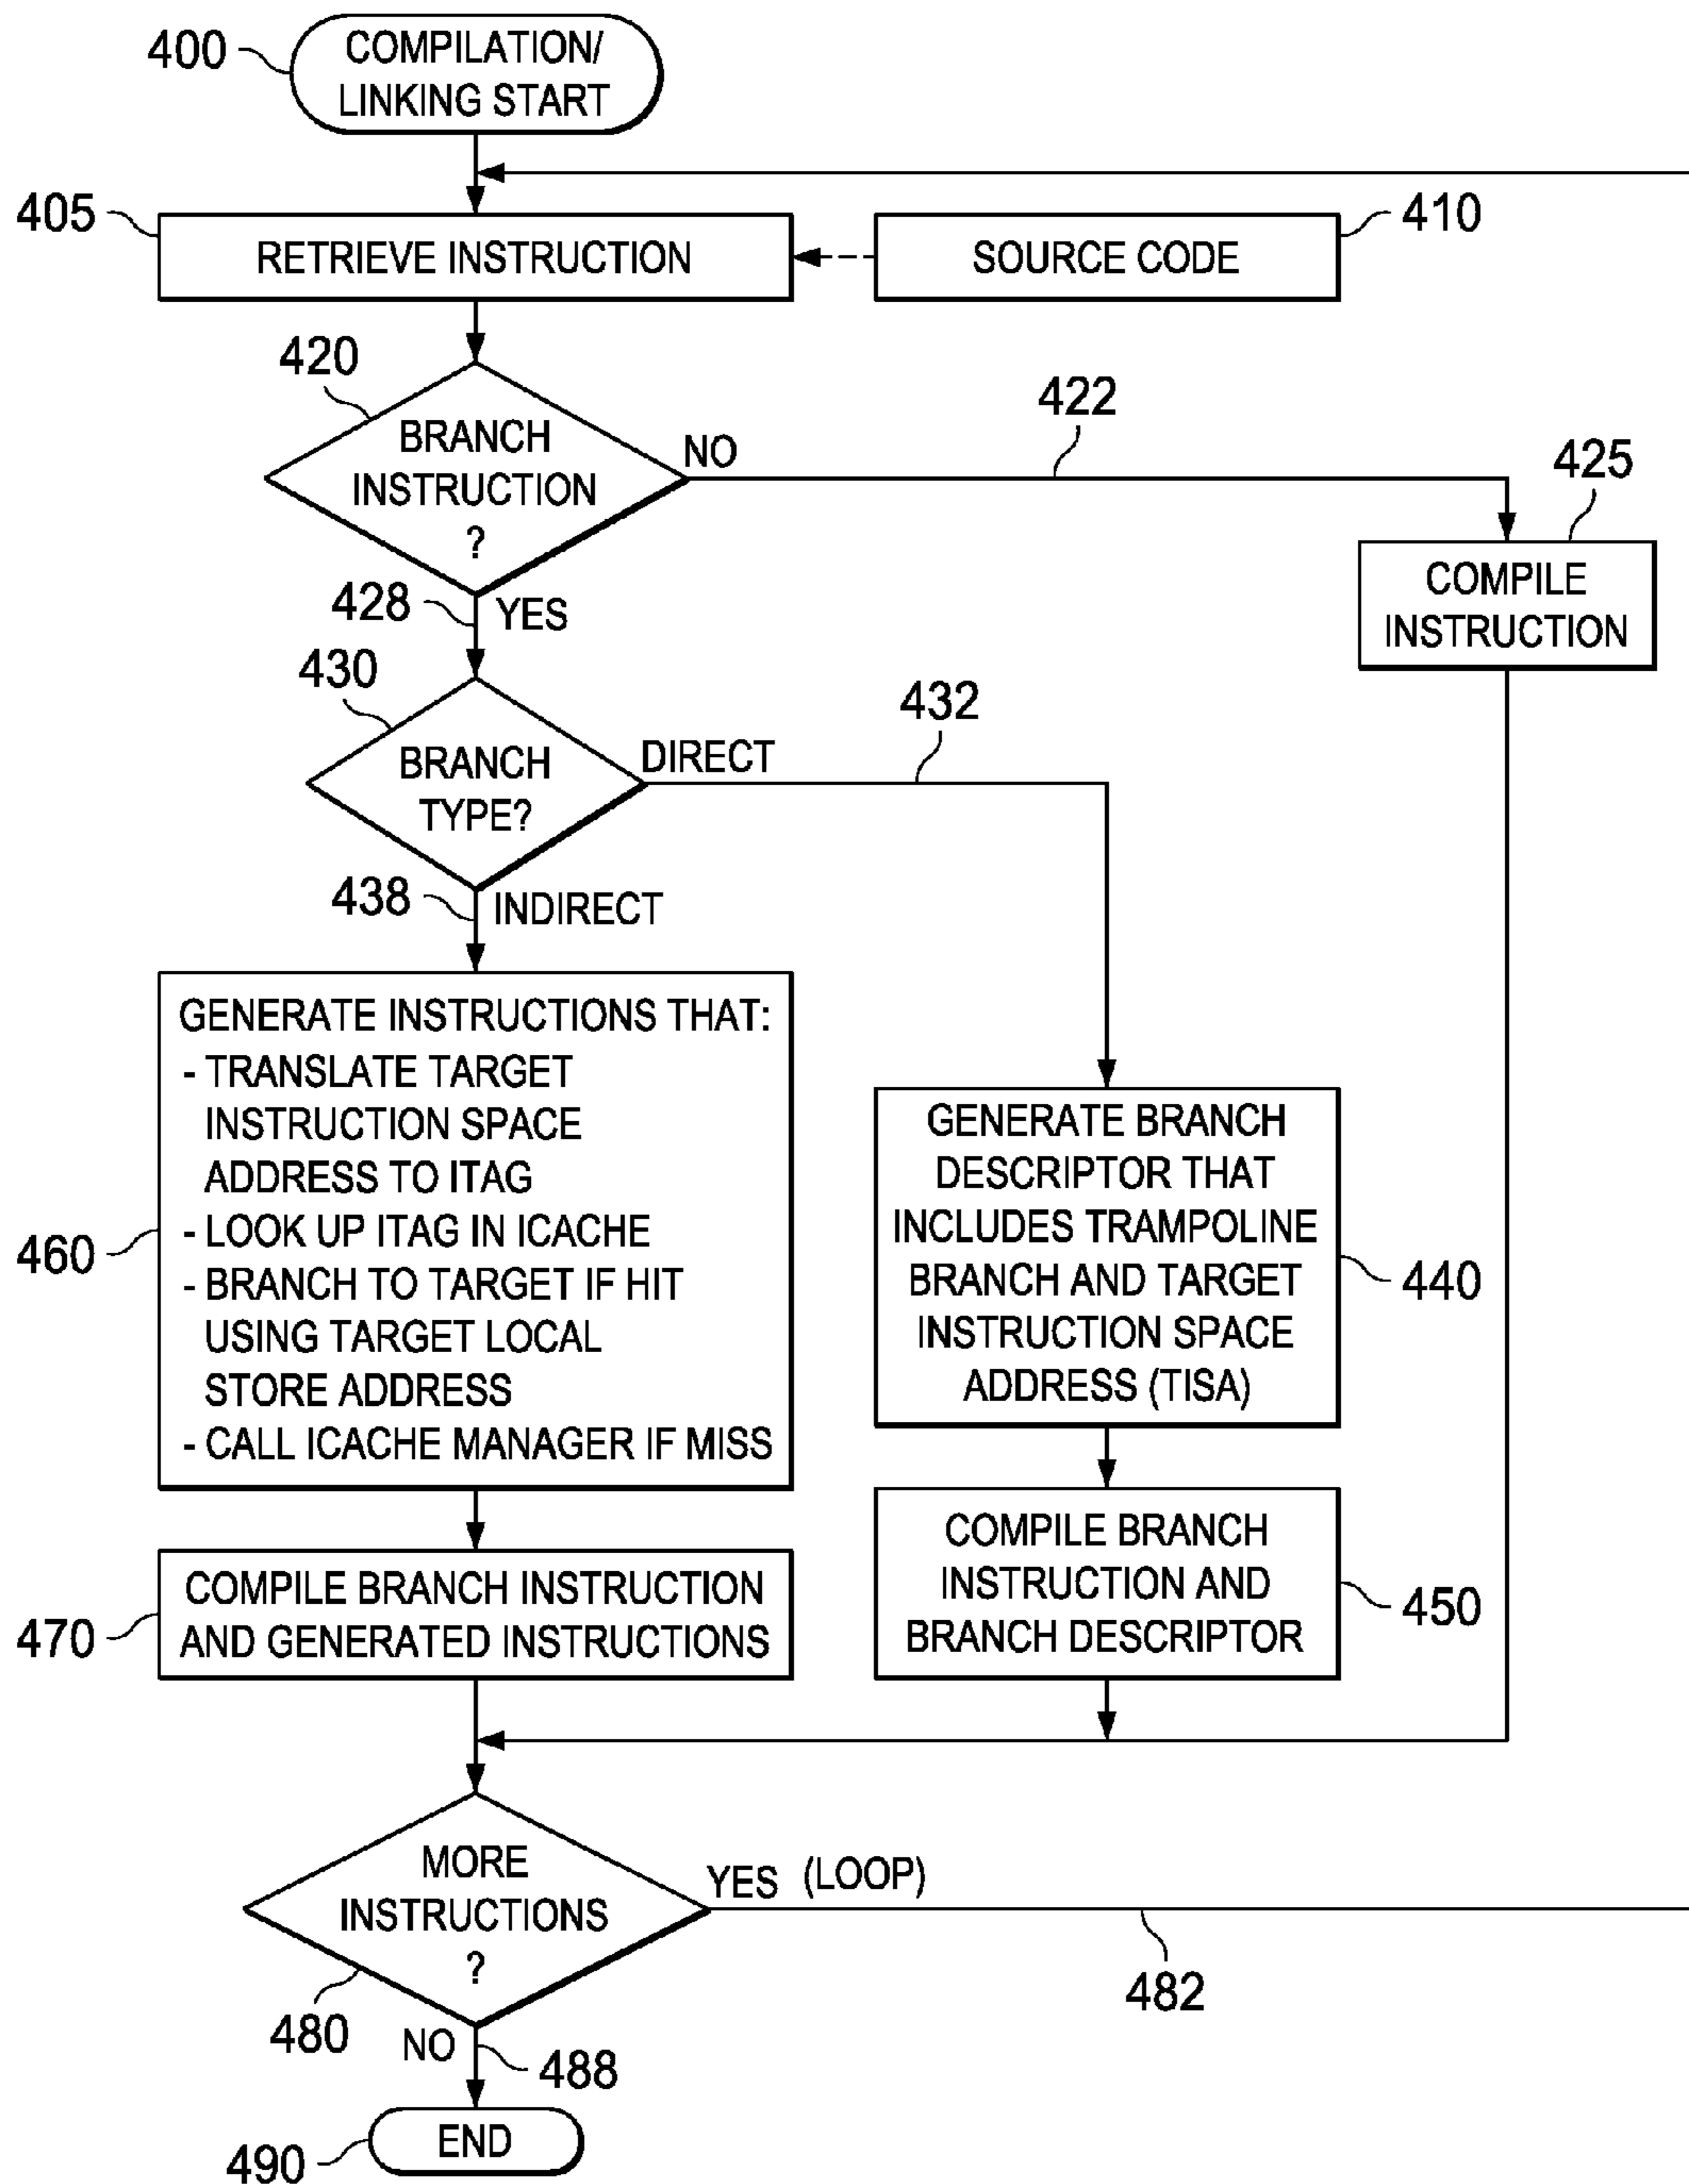 400
COMPILATION/
LINKING START
405
RETRIEVE INSTRUCTION
SOURCE CODE
410
420
BRANCH
INSTRUCTION
?
NO
422
425
COMPILE
INSTRUCTION
428
YES
430
BRANCH
TYPE?
DIRECT
432
438
INDIRECT
460
GENERATE INSTRUCTIONS THAT:
- TRANSLATE TARGET
INSTRUCTION SPACE
ADDRESS TO ITAG
- LOOK UP ITAG IN ICACHE
- BRANCH TO TARGET IF HIT
USING TARGET LOCAL
STORE ADDRESS
- CALL ICACHE MANAGER IF MISS
GENERATE BRANCH
DESCRIPTOR THAT
INCLUDES TRAMPOLINE
BRANCH AND TARGET
INSTRUCTION SPACE
ADDRESS (TISA)
440
470
COMPILE BRANCH INSTRUCTION
AND GENERATED INSTRUCTIONS
COMPILE BRANCH
INSTRUCTION AND
BRANCH DESCRIPTOR
450
MORE
INSTRUCTIONS
?
YES (LOOP)
482
480
NO
488
END
490